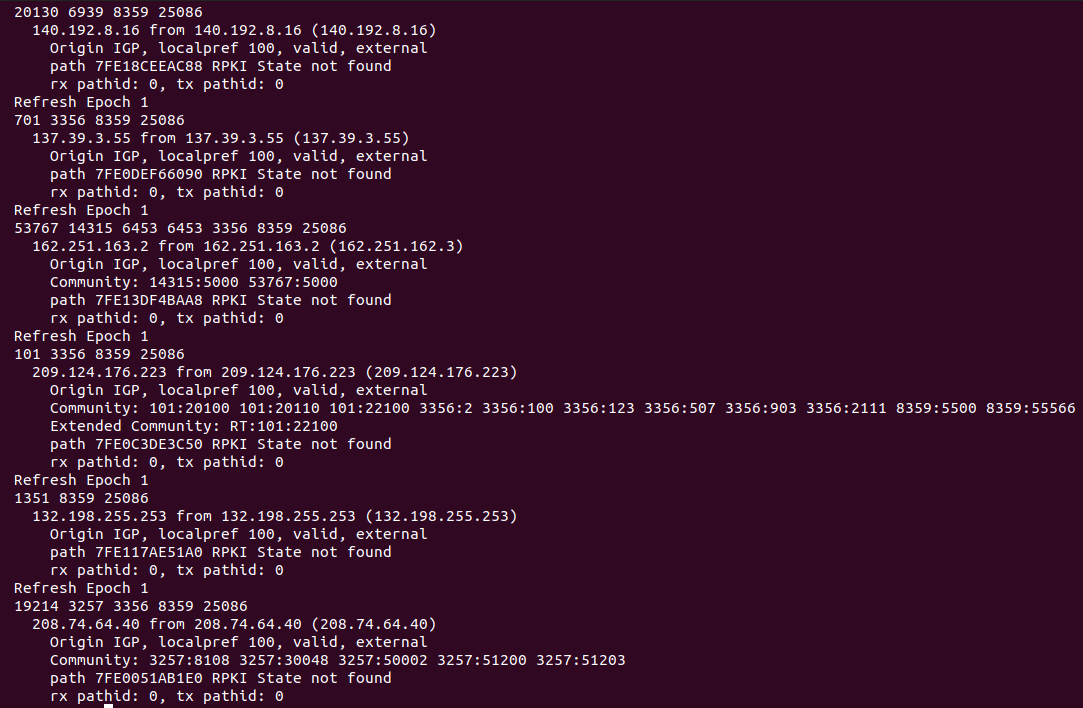 20130 6939 8359 25086
140.192.8.16 from 140.192.8.16 (140.192.8.16)
Origin IGP, localpref 100, valid, external
path 7FE18CEEAC88 RPKI State not found
rx pathid: 0, tx pathid: 0
Refresh Epoch 1
701 3356 8359 25086
137.39.3.55 from 137.39.3.55 (137.39.3.55)
Origin IGP, localpref 100, valid, external
path 7FE0DEF66090 RPKI State not found
rx pathid: 0, tx pathid: 0
Refresh Epoch 1
53767 14315 6453 6453 3356 8359 25086
162.251.163.2 from 162.251.163.2 (162.251.162.3)
Origin IGP, localpref 100, valid, external
Community: 14315:5000 53767:5000
path 7FE13DF4BAA8 RPKI State not found
rx pathid: 0, tx pathid: 0
Refresh Epoch 1
101 3356 8359 25086
209.124.176.223 from 209.124.176.223 (209.124.176.223)
Origin IGP, localpref 100, valid, external
Community: 101:20100 101:20110 101:22100 3356:2 3356:100 3356:123 3356:507 3356:903 3356:2111 8359:5500 8359:55566
Extended Community: RT:101:22100
path 7FE0C3DE3C50 RPKI State not found
rx pathid: 0, tx pathid: 0
Refresh Epoch 1
1351 8359 25086
132.198.255.253 from 132.198.255.253 (132.198.255.253)
Origin IGP, localpref 100, valid, external
path 7FE117AE51A0 RPKI State not found
rx pathid: 0, tx pathid: 0
Refresh Epoch 1
19214 3257 3356 8359 25086
208.74.64.40 from 208.74.64.40 (208.74.64.40)
Origin IGP, localpref 100, valid, external
Community: 3257:8108 3257:30048 3257:50002 3257:51200 3257:51203
path 7FE0051AB1E0 RPKI State not found
rx pathid: 0, tx pathid: 0